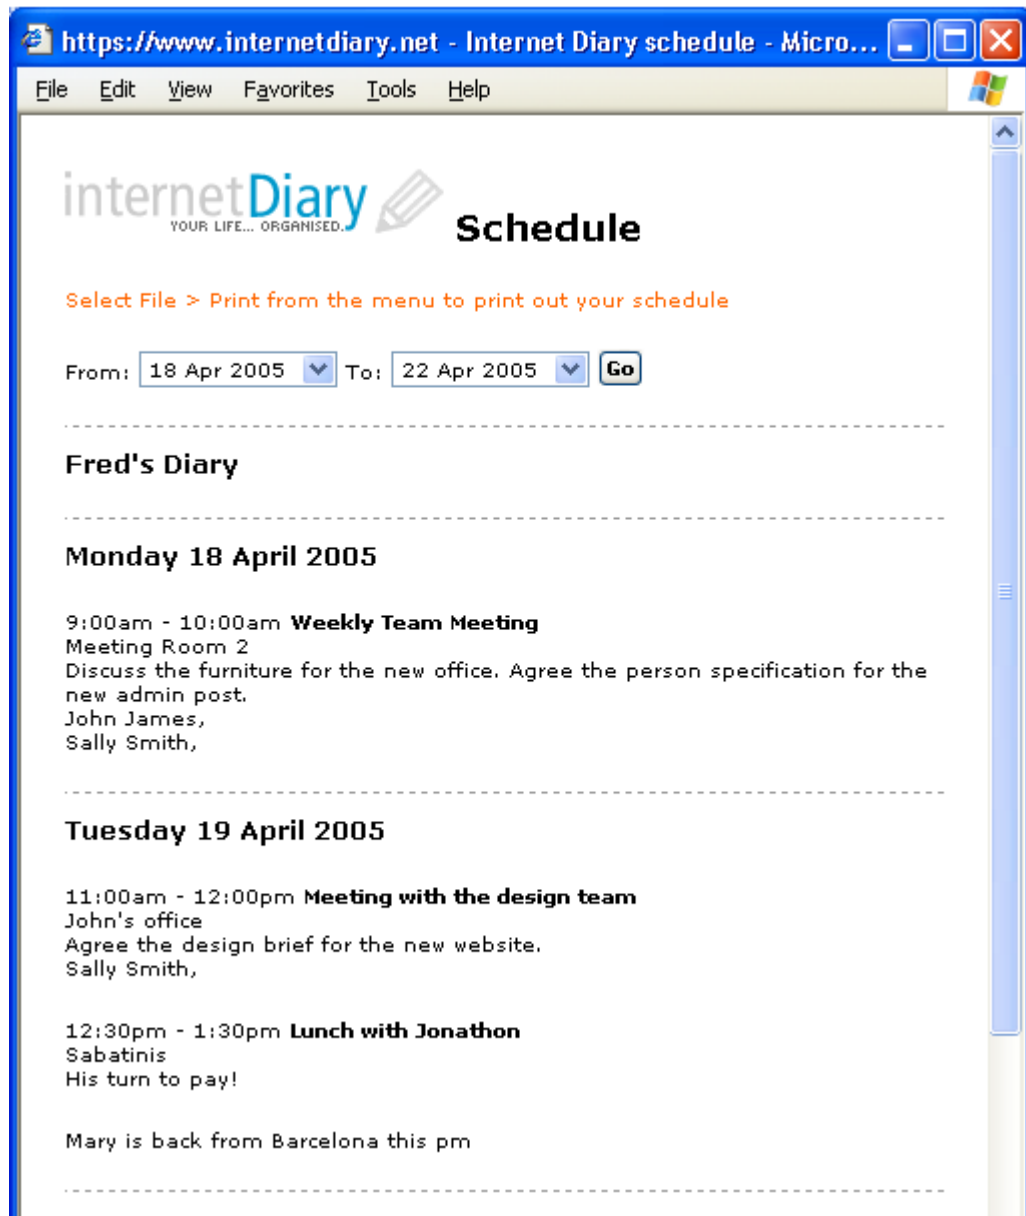 https://www.internetdiary.net - Internet Diary schedule - Micro...
File Edit View Favorites Tools Help
internetDiary
YOUR LIFE... ORGANISED.
Schedule
Select File > Print from the menu to print out your schedule
From: 18 Apr 2005 To: 22 Apr 2005 Go
Fred's Diary
Monday 18 April 2005
9:00am - 10:00am Weekly Team Meeting
Meeting Room 2
Discuss the furniture for the new office. Agree the person specification for the
new admin post.
John James,
Sally Smith,
Tuesday 19 April 2005
11:00am - 12:00pm Meeting with the design team
John's office
Agree the design brief for the new website.
Sally Smith,
12:30pm - 1:30pm Lunch with Jonathon
Sabatinis
His turn to pay!
Mary is back from Barcelona this pm